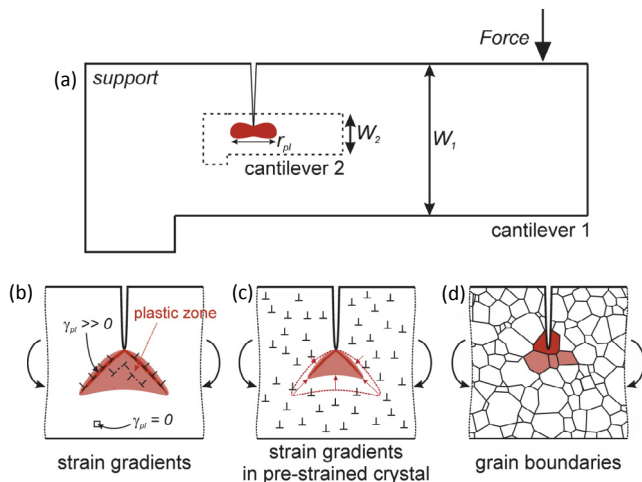 Force
(a)
support
r_pl
W_2
W_1
cantilever 2
cantilever 1
(b)
(c)
(d)
γ_pl >> 0
plastic zone
γ_pl = 0
strain gradients
strain gradients
in pre-strained crystal
grain boundaries